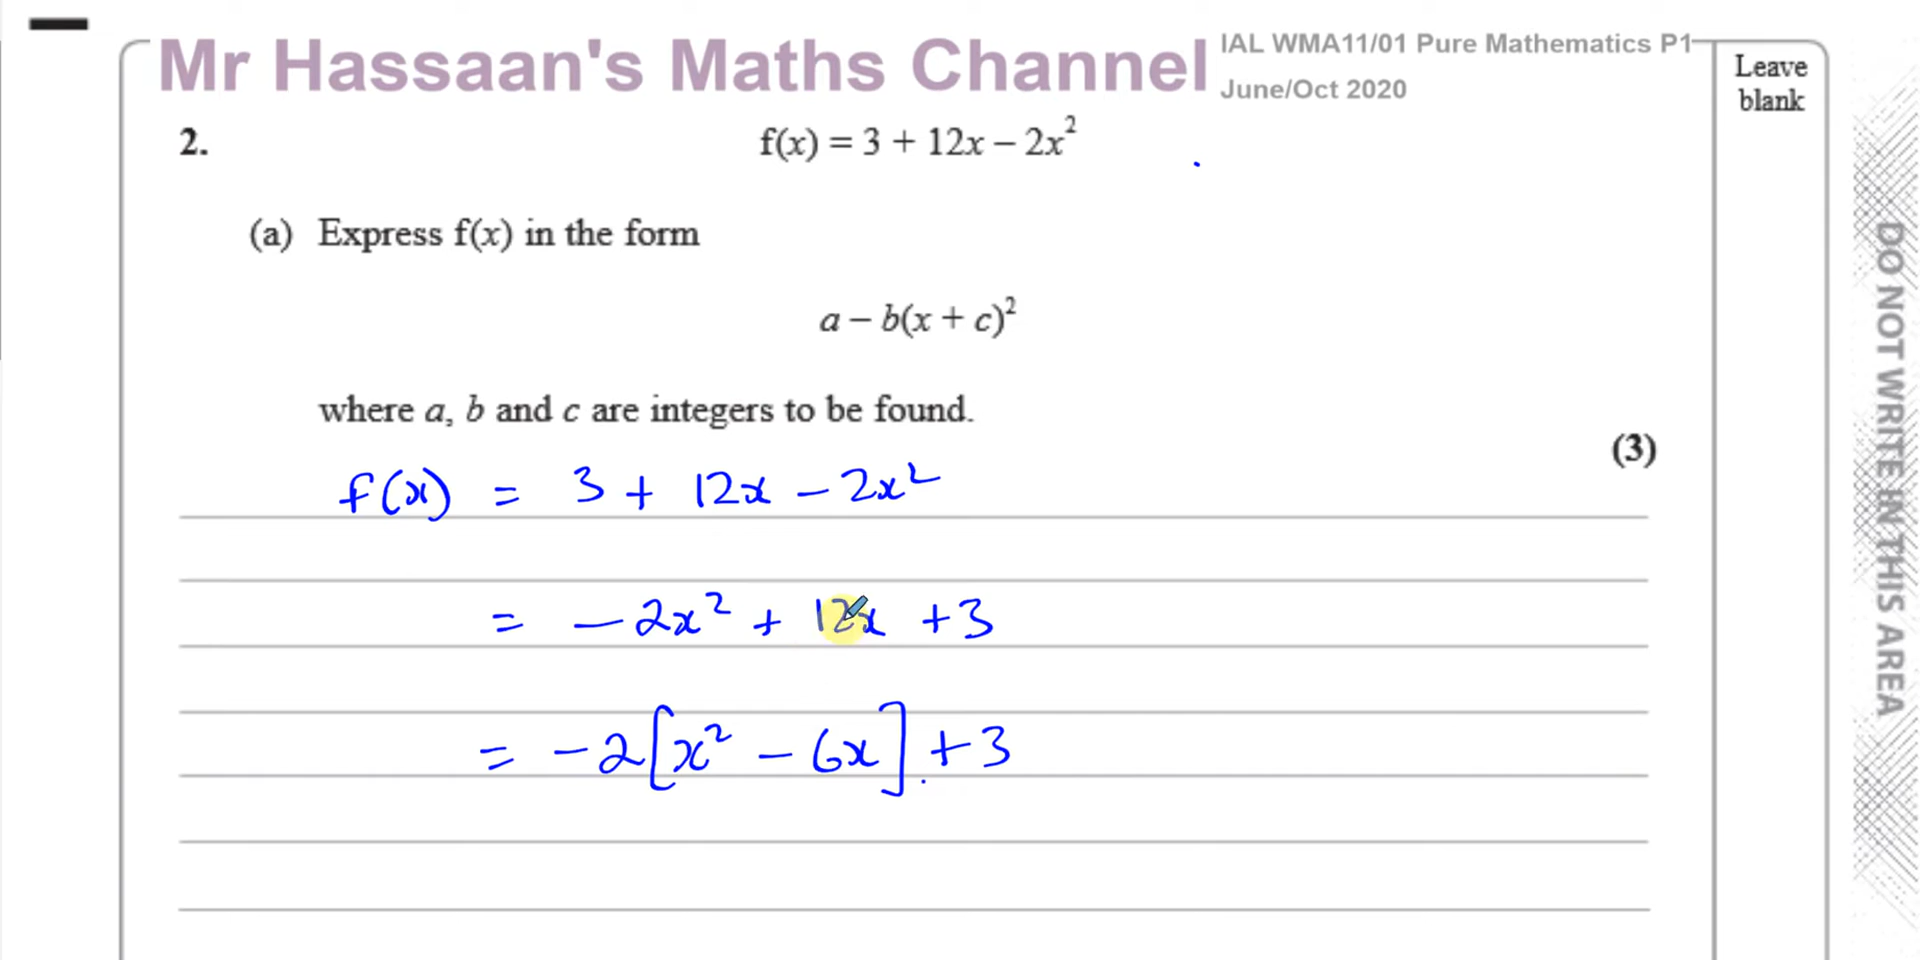 Mr Hassaan's Maths Channel
IAL WMA11/01 Pure Mathematics P1
June/Oct 2020
Leave
blank
2.
f(x) = 3 + 12x – 2x²
(a) Express f(x) in the form
a – b(x + c)²
where a, b and c are integers to be found.
(3)
f(x) = 3 + 12x – 2x²
= – 2x² + 12x + 3
= – 2[x² – 6x] + 3
DO NOT WRITE IN THIS AREA